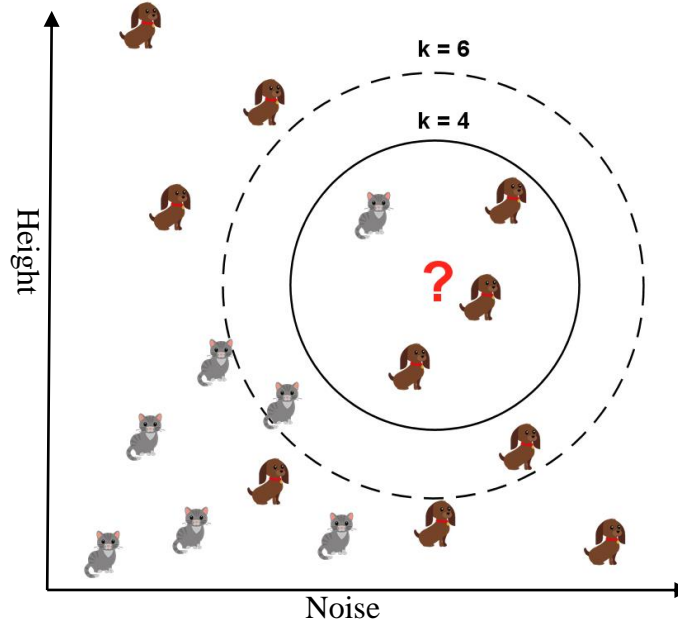 k = 6
k = 4
?
Height
Noise